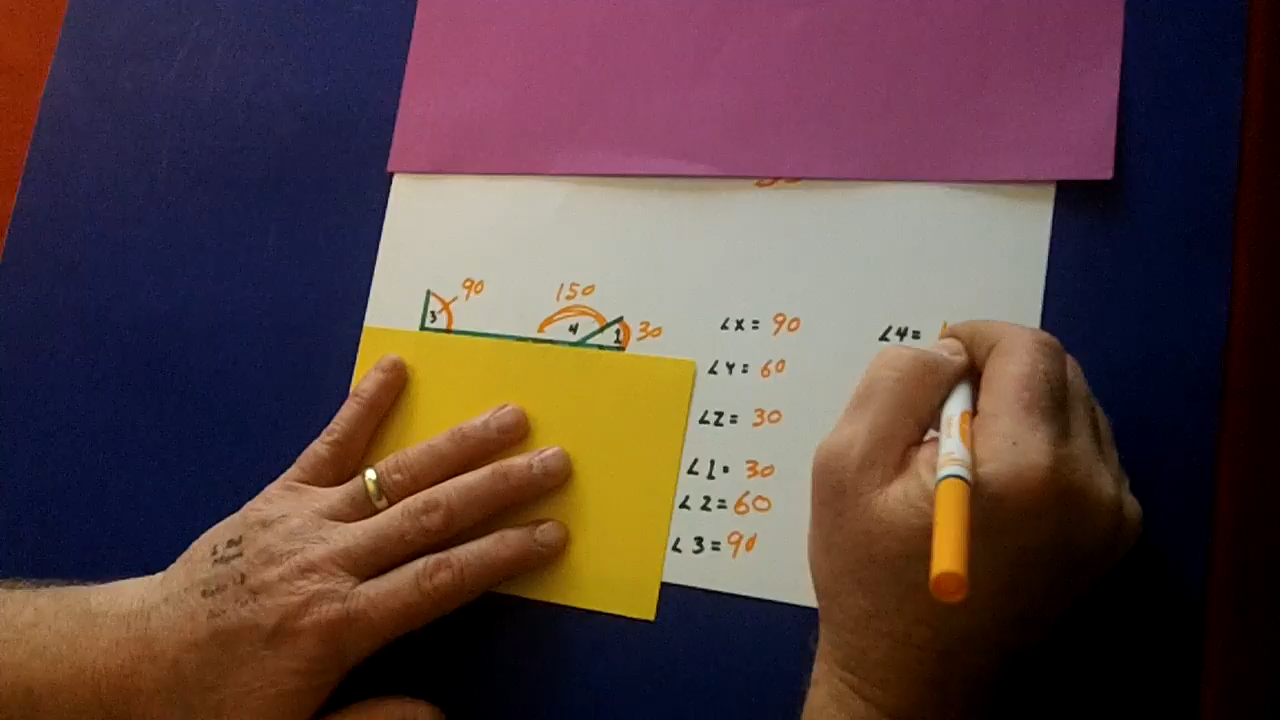 90
150
3
4
1
30
∠X = 90
∠4 =
∠Y = 60
∠Z = 30
∠1 = 30
∠2 = 60
∠3 = 90